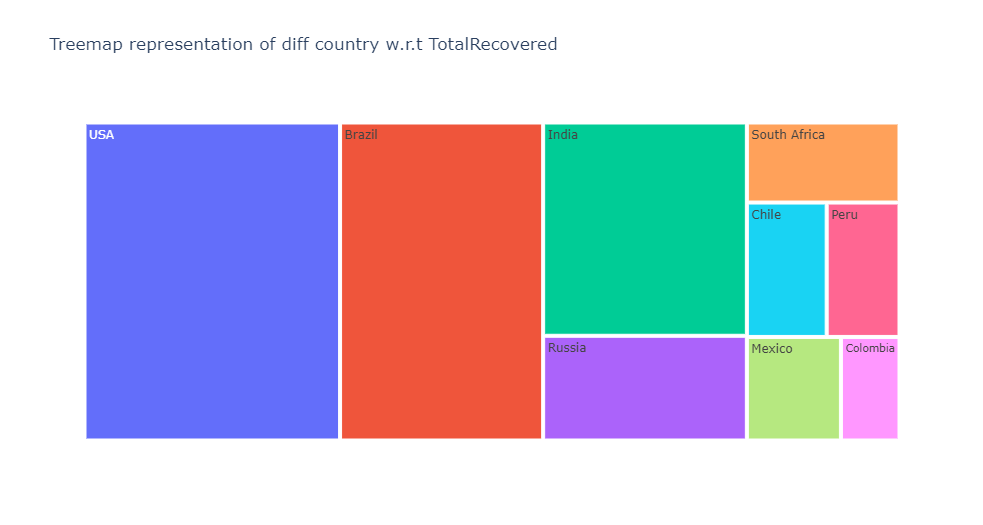 Treemap representation of diff country w.r.t TotalRecovered
USA
Brazil
India
South Africa
Chile
Peru
Russia
Mexico
Colombia